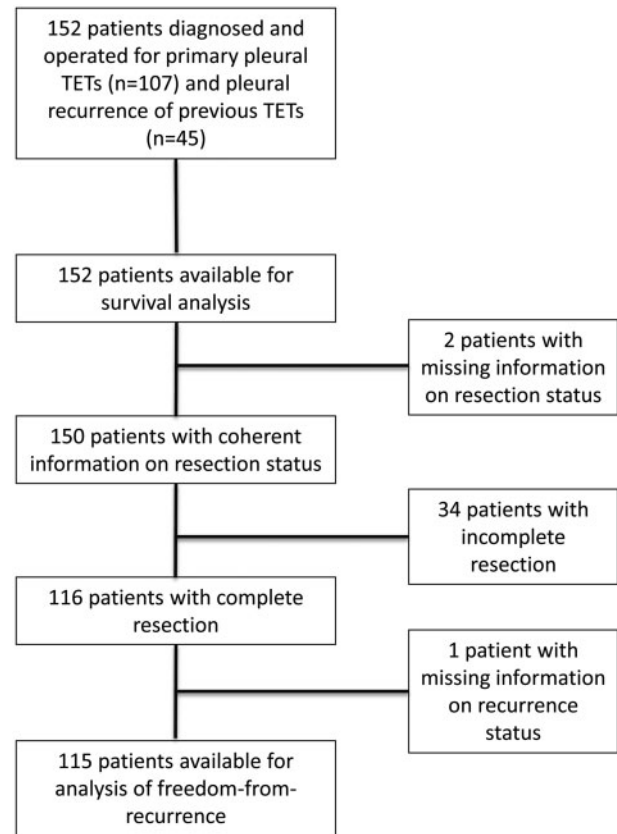 152 patients diagnosed and
operated for primary pleural
TETs (n=107) and pleural
recurrence of previous TETs
(n=45)
152 patients available for
survival analysis
2 patients with
missing information
on resection status
150 patients with coherent
information on resection status
34 patients with
incomplete
resection
116 patients with complete
resection
1 patient with
missing information
on recurrence
status
115 patients available for
analysis of freedom-from-
recurrence